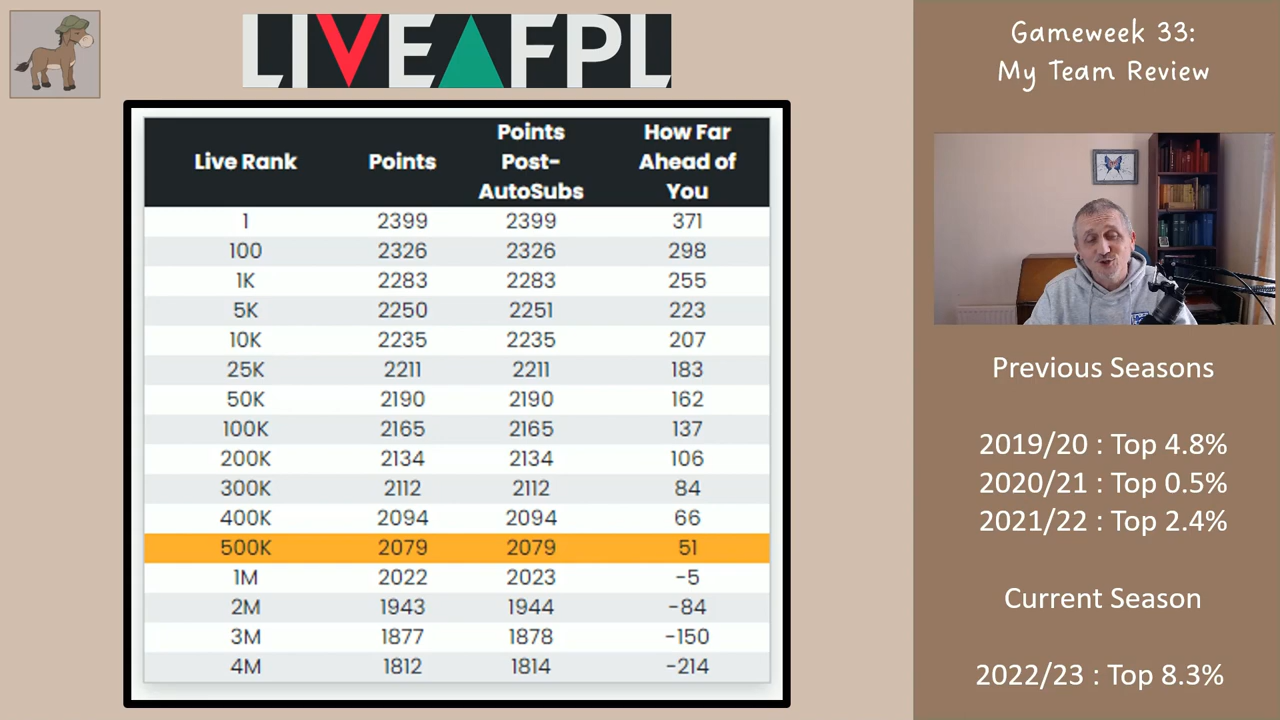 LIVEFPL
Gameweek 33:
My Team Review
Live Rank Points Points Post-AutoSubs How Far Ahead of You
1 2399 2399 371
100 2326 2326 298
1K 2283 2283 255
5K 2250 2251 223
10K 2235 2235 207
25K 2211 2211 183
50K 2190 2190 162
100K 2165 2165 137
200K 2134 2134 106
300K 2112 2112 84
400K 2094 2094 66
500K 2079 2079 51
1M 2022 2023 -5
2M 1943 1944 -84
3M 1877 1878 -150
4M 1812 1814 -214
Previous Seasons
2019/20 : Top 4.8%
2020/21 : Top 0.5%
2021/22 : Top 2.4%
Current Season
2022/23 : Top 8.3%